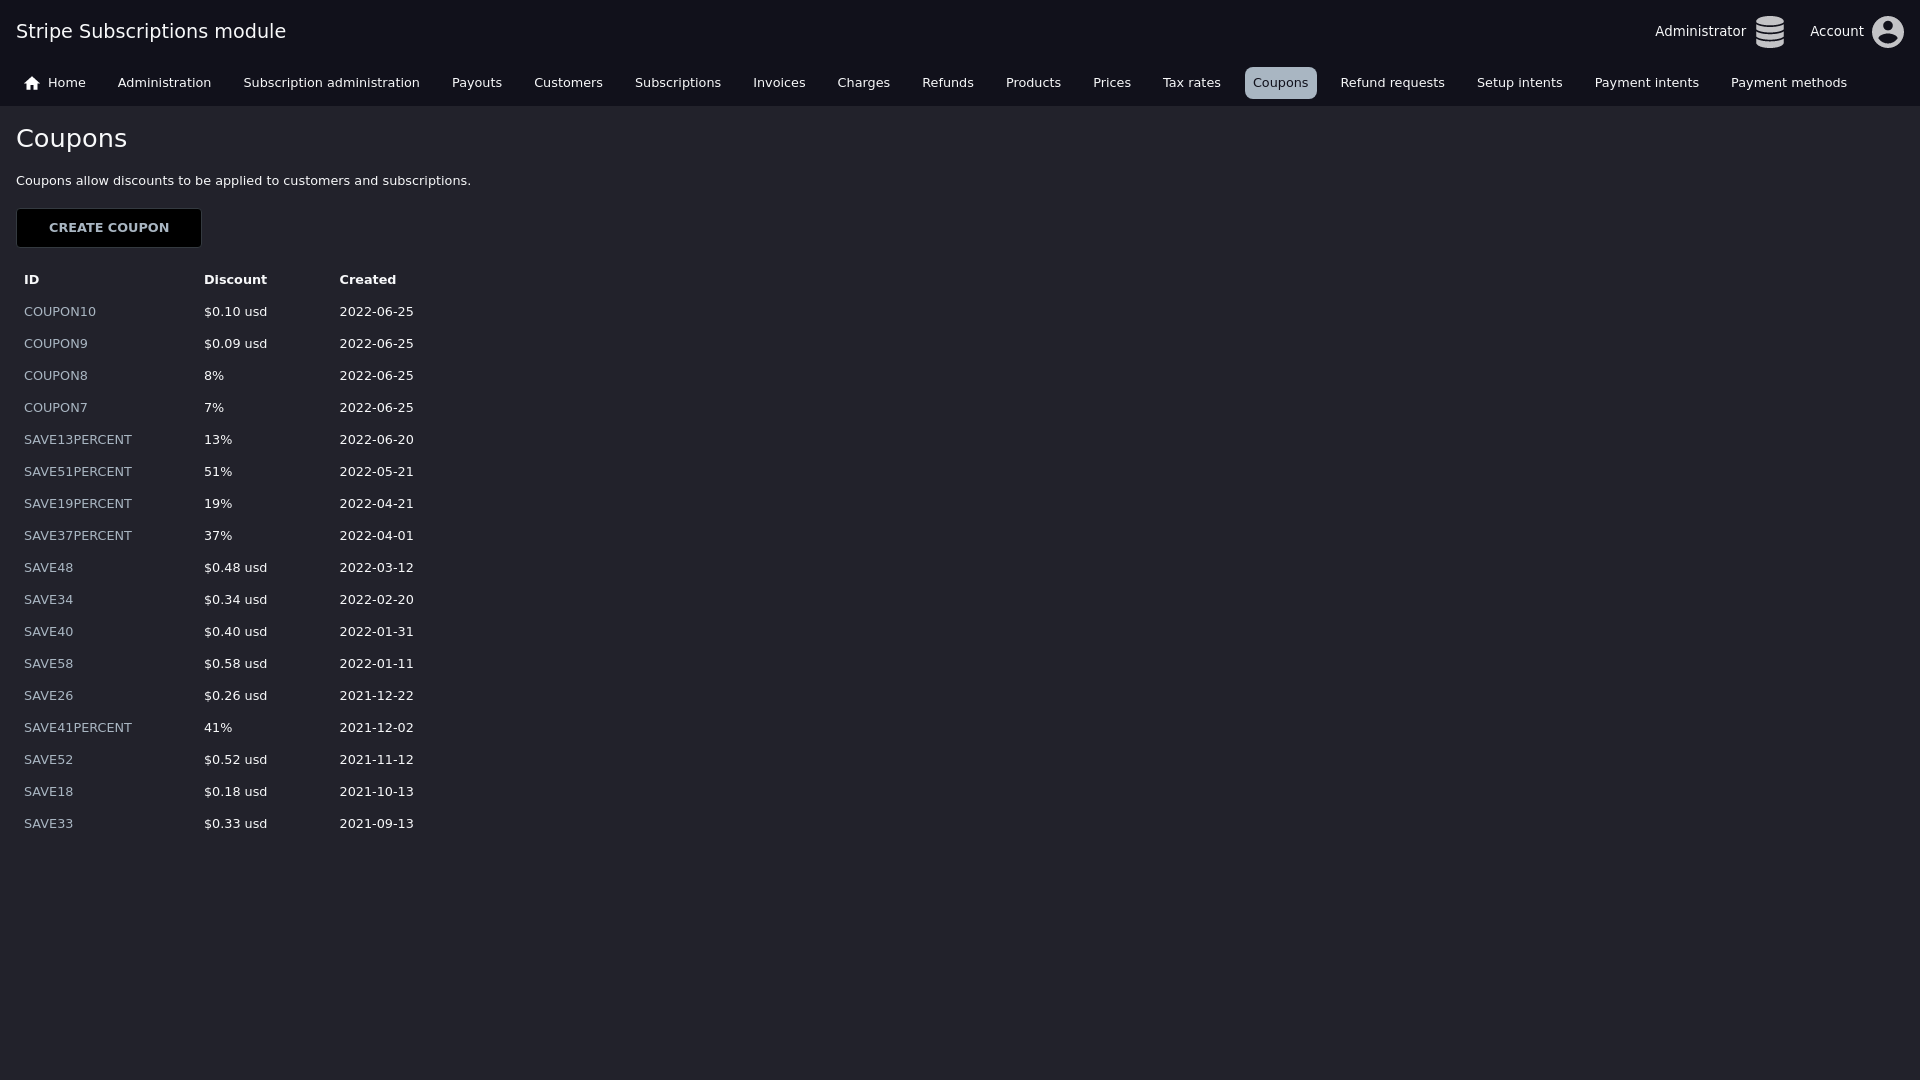 Stripe Subscriptions module
Administrator Account
Home Administration Subscription administration Payouts Customers Subscriptions Invoices Charges Refunds Products Prices Tax rates Coupons Refund requests Setup intents Payment intents Payment methods
Coupons
Coupons allow discounts to be applied to customers and subscriptions.
CREATE COUPON
ID Discount Created
COUPON10 $0.10 usd 2022-06-25
COUPON9 $0.09 usd 2022-06-25
COUPON8 8% 2022-06-25
COUPON7 7% 2022-06-25
SAVE13PERCENT 13% 2022-06-20
SAVE51PERCENT 51% 2022-05-21
SAVE19PERCENT 19% 2022-04-21
SAVE37PERCENT 37% 2022-04-01
SAVE48 $0.48 usd 2022-03-12
SAVE34 $0.34 usd 2022-02-20
SAVE40 $0.40 usd 2022-01-31
SAVE58 $0.58 usd 2022-01-11
SAVE26 $0.26 usd 2021-12-22
SAVE41PERCENT 41% 2021-12-02
SAVE52 $0.52 usd 2021-11-12
SAVE18 $0.18 usd 2021-10-13
SAVE33 $0.33 usd 2021-09-13